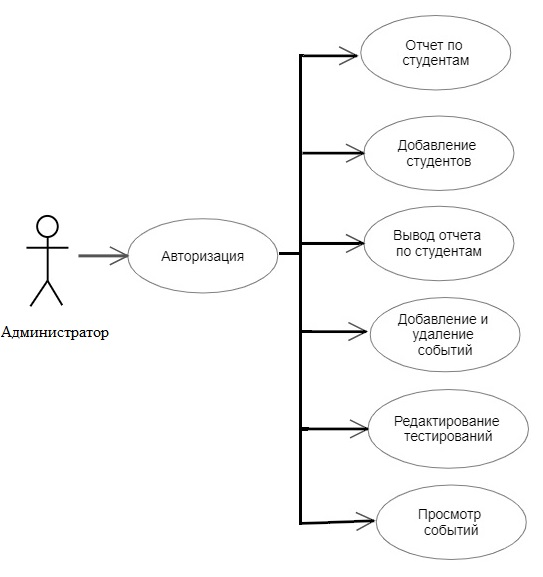 Отчет по
студентам
Добавление
студентов
Вывод отчета
по студентам
Авторизация
Администратор
Добавление и
удаление
событий
Редактирование
тестирований
Просмотр
событий